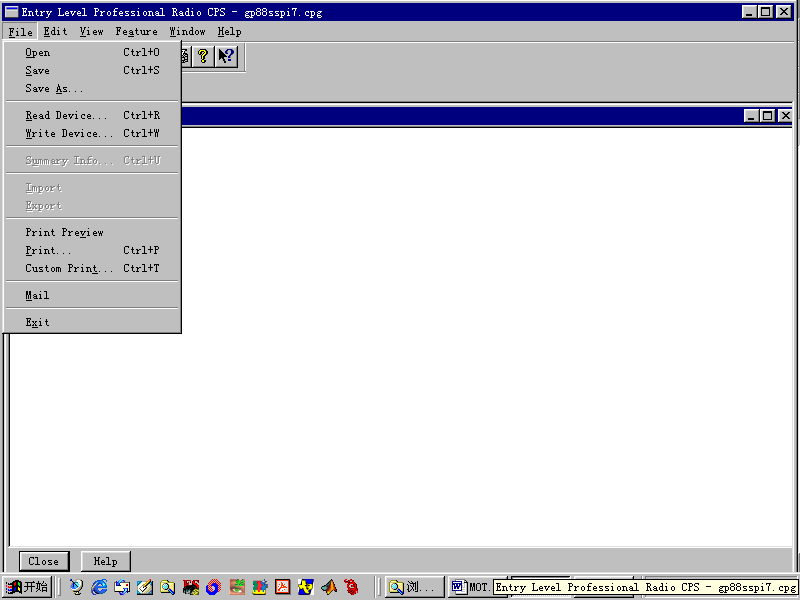 Entry Level Professional Radio CPS - gp88sspi7.cpg
File Edit View Feature Window Help
Open Ctrl+O
Save Ctrl+S
Save As...
Read Device... Ctrl+R
Write Device... Ctrl+W
Summary Info... Ctrl+U
Import
Export
Print Preview
Print... Ctrl+P
Custom Print... Ctrl+T
Mail
Exit
Close Help
开始 浏... MOT. Entry Level Professional Radio CPS - gp88sspi7.cpg